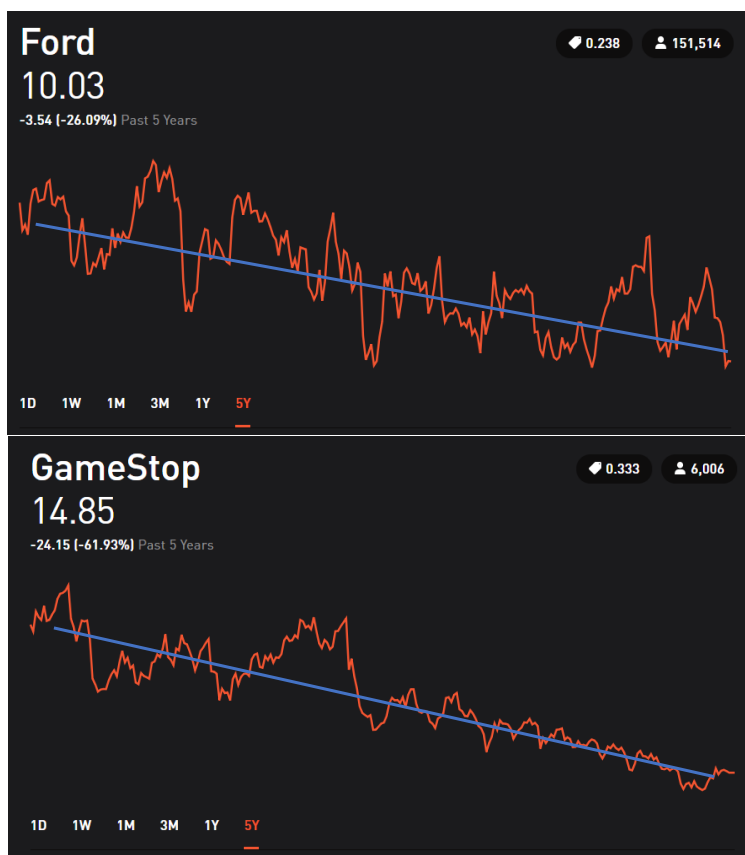 Ford
0.238 151,514
10.03
-3.54 (-26.09%) Past 5 Years
1D 1W 1M 3M 1Y 5Y
GameStop
0.333 6,006
14.85
-24.15 (-61.93%) Past 5 Years
1D 1W 1M 3M 1Y 5Y